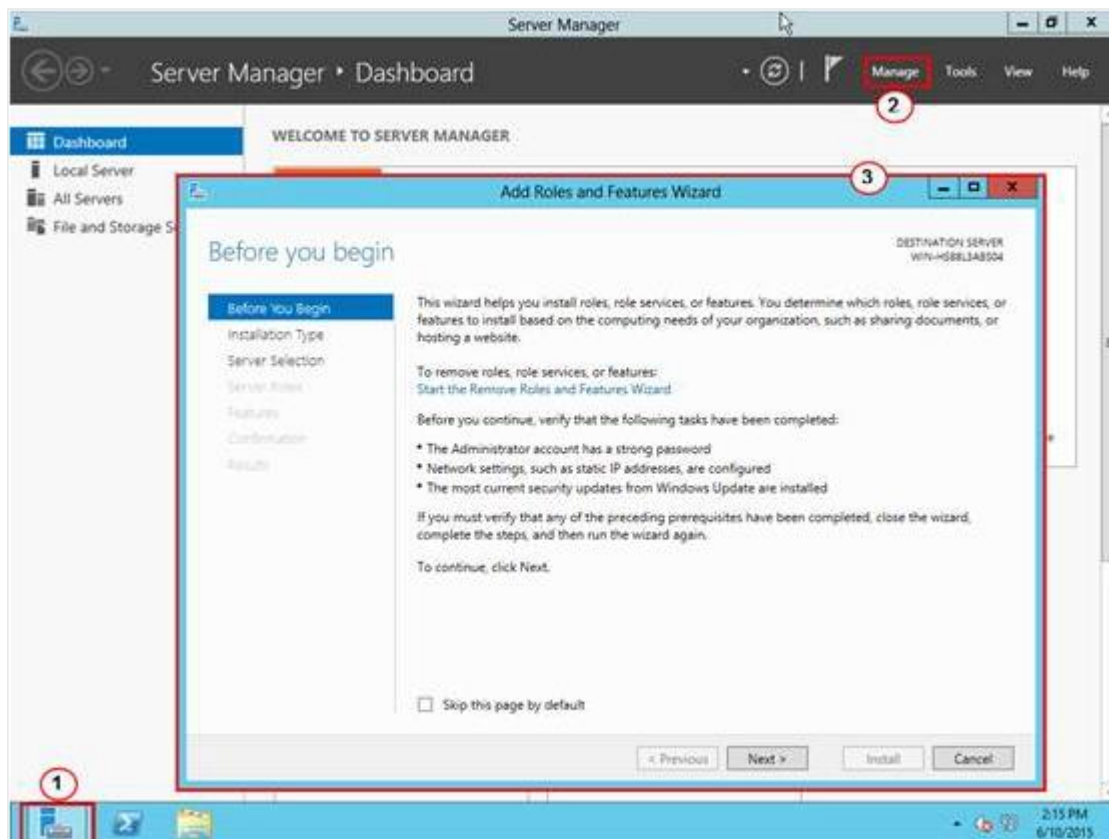 Server Manager
Server Manager • Dashboard
Manage Tools View Help
2
Dashboard
Local Server
All Servers
File and Storage S
WELCOME TO SERVER MANAGER
3
Add Roles and Features Wizard
Before you begin
DESTINATION SERVER
Before You Begin
Installation Type
Server Selection
Server Roles
Features
Confirmation
Results
This wizard helps you install roles, role services, or features. You determine which roles, role services, or
features to install based on the computing needs of your organization, such as sharing documents, or
hosting a website.
To remove roles, role services, or features:
Start the Remove Roles and Features Wizard
Before you continue, verify that the following tasks have been completed:
• The Administrator account has a strong password
• Network settings, such as static IP addresses, are configured
• The most current security updates from Windows Update are installed
If you must verify that any of the preceding prerequisites have been completed, close the wizard,
complete the steps, and then run the wizard again.
To continue, click Next.
Skip this page by default
< Previous Next > Install Cancel
1
2:15 PM
6/10/2015